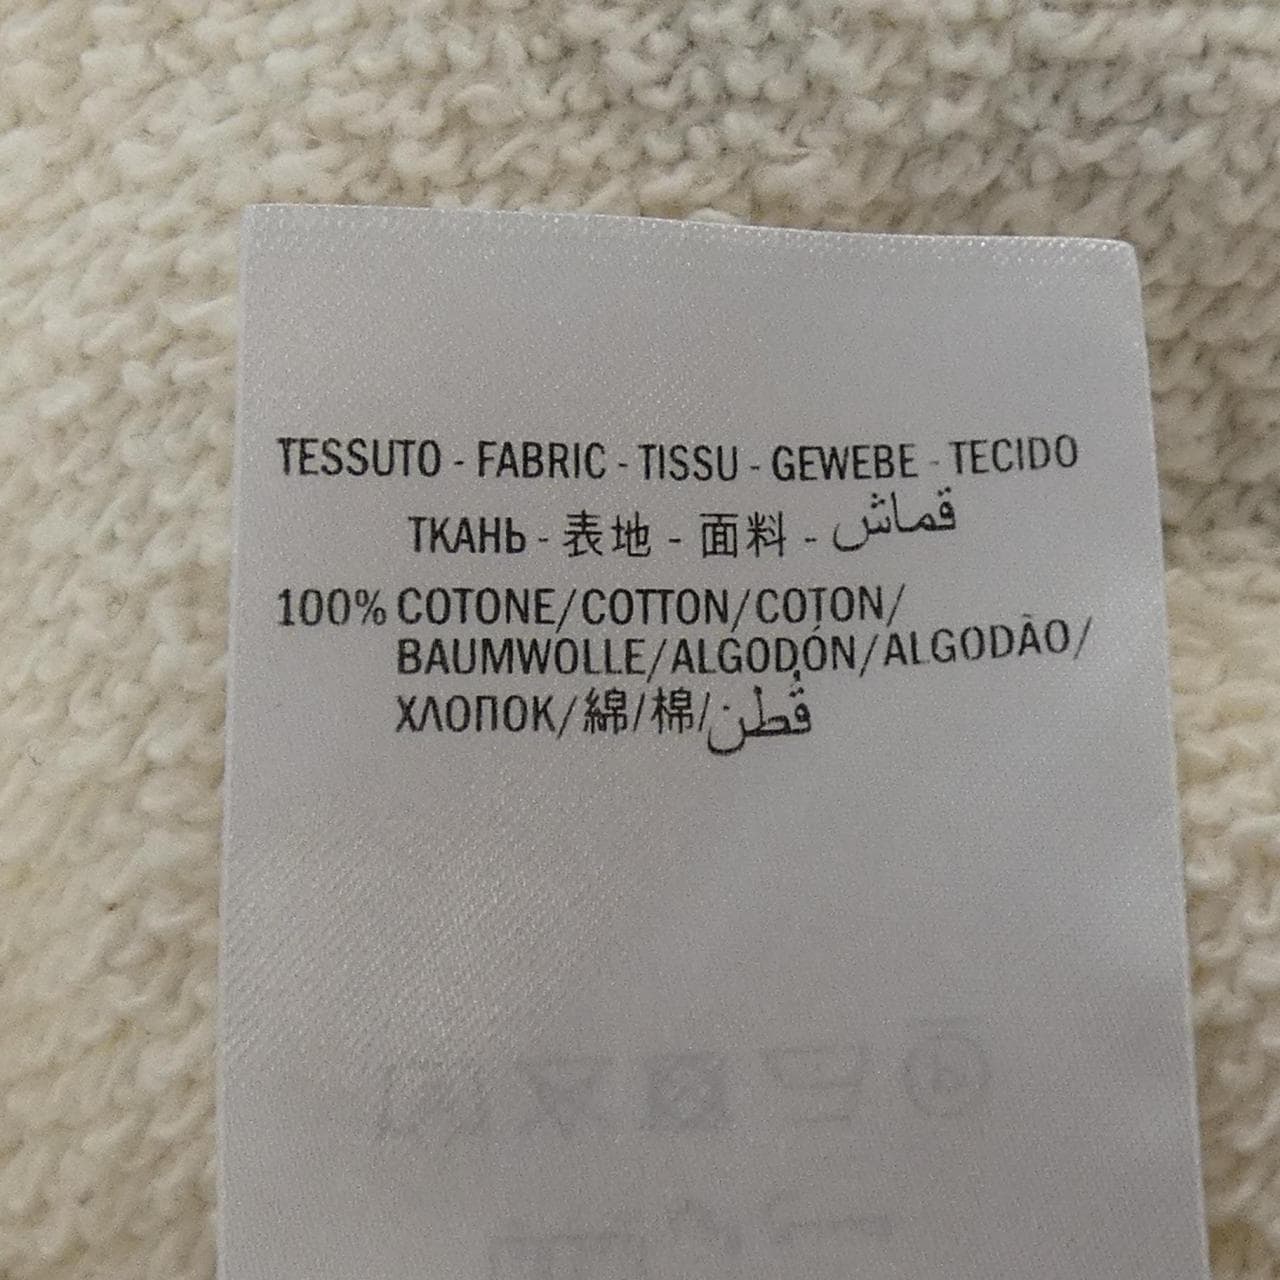 TESSUTO - FABRIC - TISSU - GEWEBE - TECIDO
ТКАНЬ - 表地 - 面料 - قماش
100% COTONE/COTTON/COTON/
BAUMWOLLE/ALGODÓN/ALGODÃO/
ХЛОПОК/綿/棉/قُطن